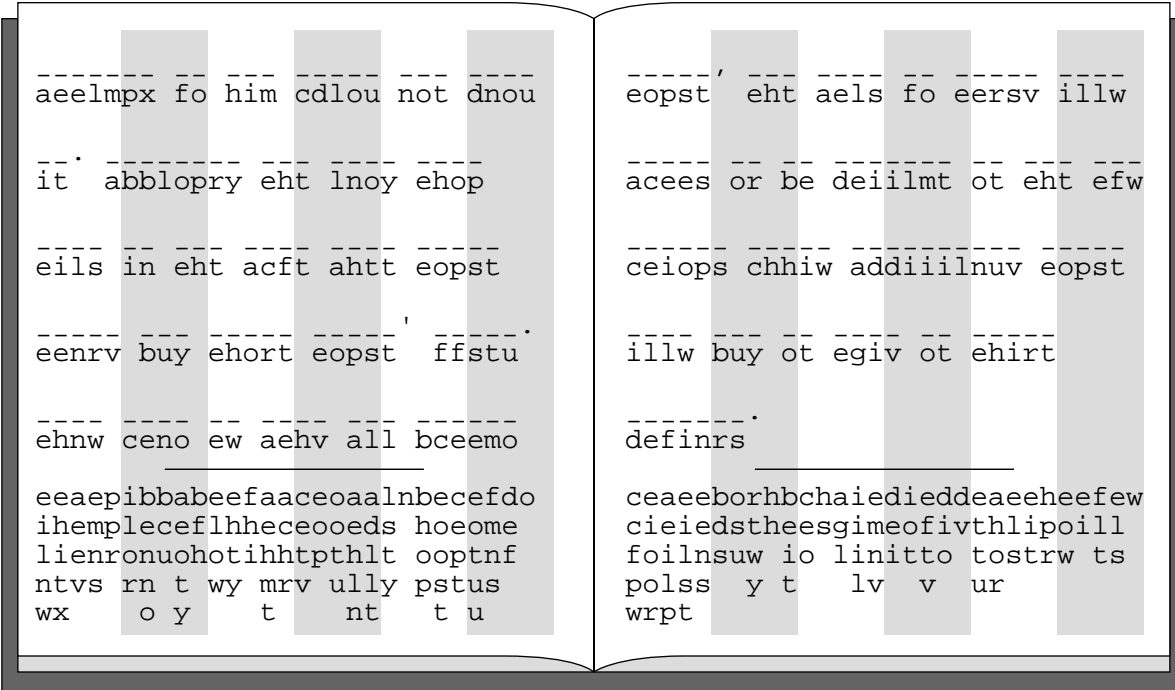 _______ __ ___ _____ ___ ____
aeelmpx fo him cdlou not dnou
__. ________ ___ ____ ____
it abblopry eht lnoy ehop
____ __ ___ ____ ____ _____
eils in eht acft ahtt eopst
_____ ___ _____ _____' _____.
eenrv buy ehort eopst ffstu
____ ____ __ ____ ___ ______
ehnw ceno ew aehv all bceemo
eeaepibbabeefaaceoaalnbecefdo
ihempleceflhheceooeds hoeome
lienronuohotihhtpthlt ooptnf
ntvs rn t wy mrv ully pstus
wx o y t nt t u
_____, ___ ____ __ _____ ____
eopst eht aels fo eersv illw
_____ __ __ _______ __ ___ ___
acees or be deiilmt ot eht efw
______ _____ __________ _____
ceiops chhiw addiiilnuv eopst
____ ___ __ ____ __ _____
illw buy ot egiv ot ehirt
_______.
definrs
ceaeeborhbchaiedieddeaeeheefew
cieiedstheesgimeofivthlipoill
foilnsuw io linitto tostrw ts
polss y t lv v ur
wrpt